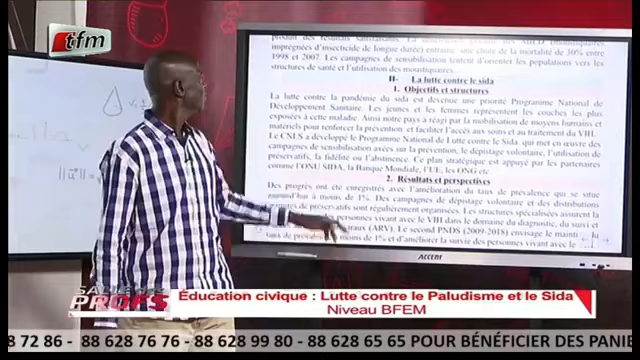 tfm
produit des résultats satisfaisants.
imprégnées d'insecticide de longue durée) entraîne une chute de la mortalité de 30% entre
1998 et 2007. Les campagnes de sensibilisation tentent d'orienter les populations vers les
structures de santé et l'utilisation des moustiquaires.
II- La lutte contre le sida
1. Objectifs et structures
La lutte contre la pandémie du sida est devenue une priorité Programme National de
Développement Sanitaire. Les jeunes et les femmes représentent les couches les plus
exposées à cette maladie. Ainsi notre pays a réagi par la mobilisation de moyens humains et
matériels pour renforcer la prévention et faciliter l'accès aux soins et au traitement du VIH.
Le CNLS a développé le Programme National de Lutte contre le Sida, qui met en œuvre des
campagnes de sensibilisation axées sur la prévention, le dépistage volontaire, l'utilisation de
préservatifs, la fidélité ou l'abstinence. Ce plan stratégique est appuyé par les partenaires
comme l'ONU SIDA, la Banque Mondiale, l'UE, les ONG etc.
2. Résultats et perspectives
Des progrès ont été enregistrés avec l'amélioration du taux de prévalence qui se situe
aujourd'hui à moins de 1%. Des campagnes de dépistage volontaire et des distributions
gratuites de préservatifs sont régulièrement organisées. Les structures spécialisées assurent la
personnes vivant avec le VIH dans le domaine du diagnostic, du suivi et
(ARV). Le second PNDS (2009-2018) envisage le
taux de prévalence moins de 1% et d'améliorer la suivie des personnes vivant avec le
ACCENT
PROFS
Éducation civique : Lutte contre le Paludisme et le Sida
Niveau BFEM
8 72 86 - 88 628 76 76 - 88 628 99 80 - 88 628 65 65 POUR BÉNÉFICIER DES PANIE